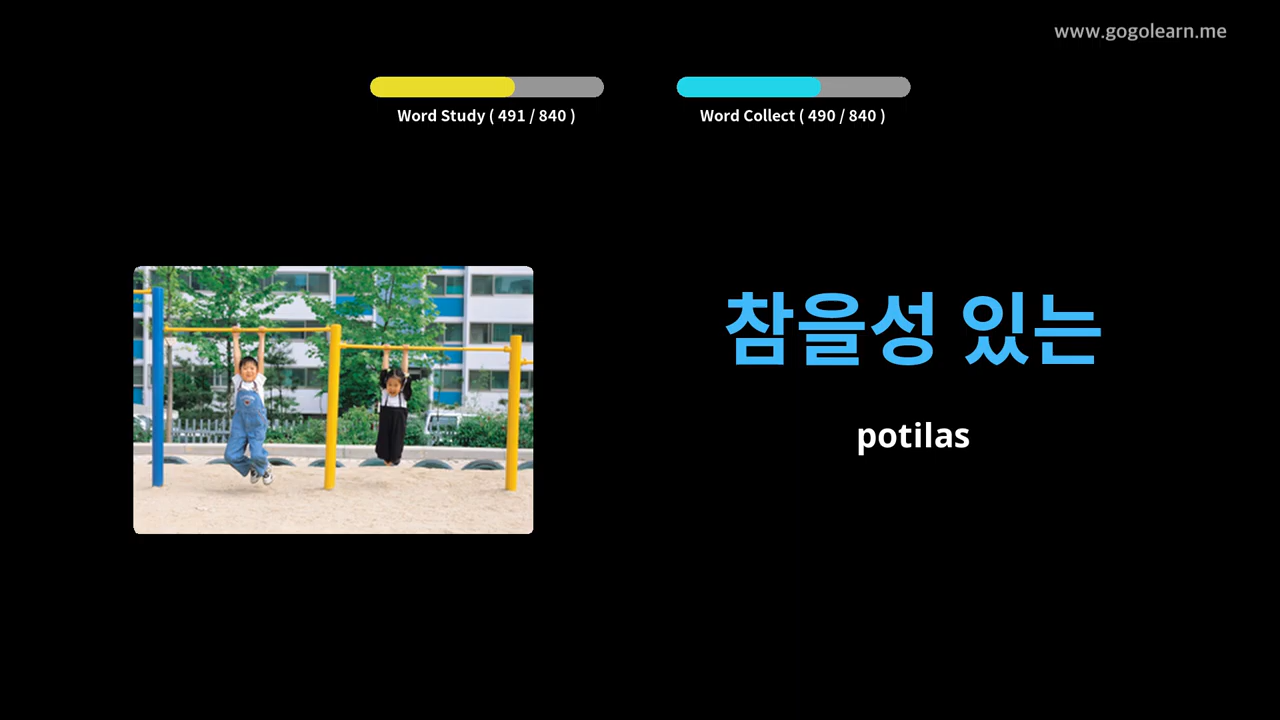 www.gogolearn.me
Word Study ( 491 / 840 )
Word Collect ( 490 / 840 )
참을성 있는
potilas